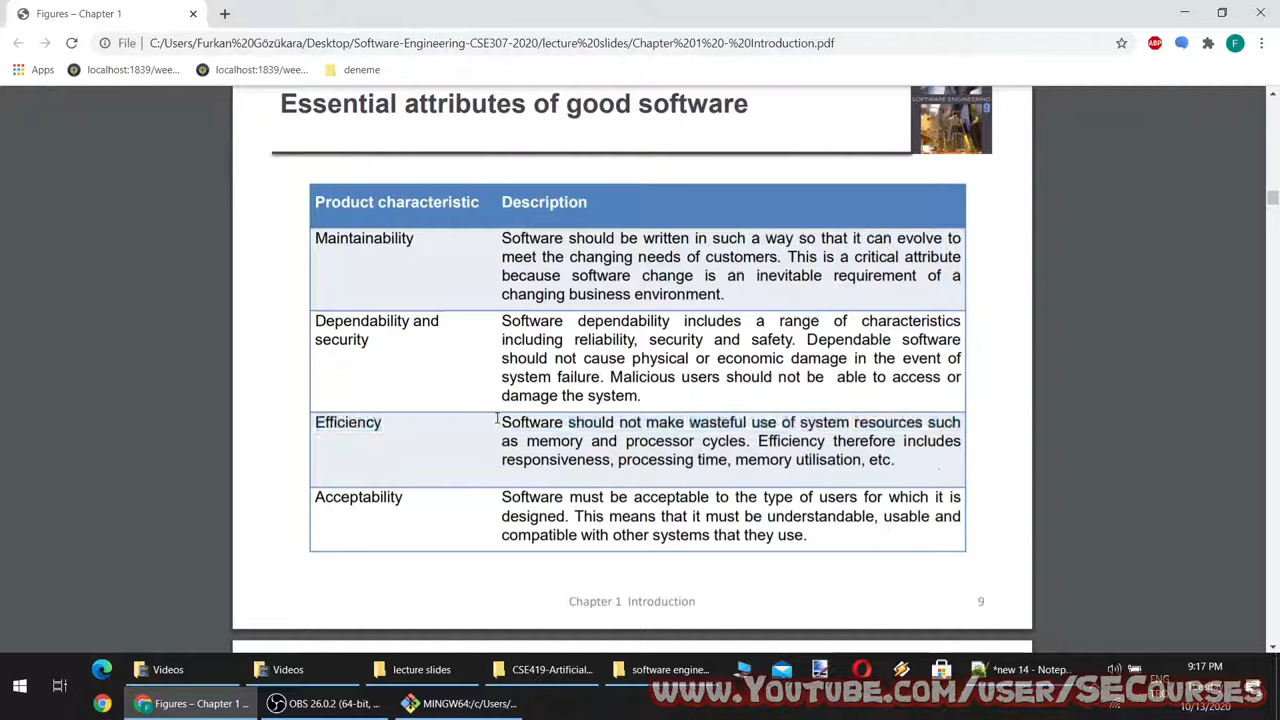 Figures – Chapter 1
File
C:/Users/Furkan%20Gözükara/Desktop/Software-Engineering-CSE307-2020/lecture%20slides/Chapter%201%20-%20Introduction.pdf
ABP
F
Apps
localhost:1839/wee...
localhost:1839/wee...
deneme
Essential attributes of good software
SOFTWARE ENGINEERING
9
Product characteristic
Description
Maintainability
Software should be written in such a way so that it can evolve to
meet the changing needs of customers. This is a critical attribute
because software change is an inevitable requirement of a
changing business environment.
Dependability and
security
Software dependability includes a range of characteristics
including reliability, security and safety. Dependable software
should not cause physical or economic damage in the event of
system failure. Malicious users should not be able to access or
damage the system.
Efficiency
Software should not make wasteful use of system resources such
as memory and processor cycles. Efficiency therefore includes
responsiveness, processing time, memory utilisation, etc.
Acceptability
Software must be acceptable to the type of users for which it is
designed. This means that it must be understandable, usable and
compatible with other systems that they use.
Chapter 1 Introduction
9
Videos
Videos
lecture slides
CSE419-Artificial...
software enginee...
*new 14 - Notep...
ENG
9:17 PM
Tuesday
10/13/2020
Figures – Chapter 1 ...
OBS 26.0.2 (64-bit, ...
MINGW64:/c/Users/...
www.Youtube.com/user/SECourses